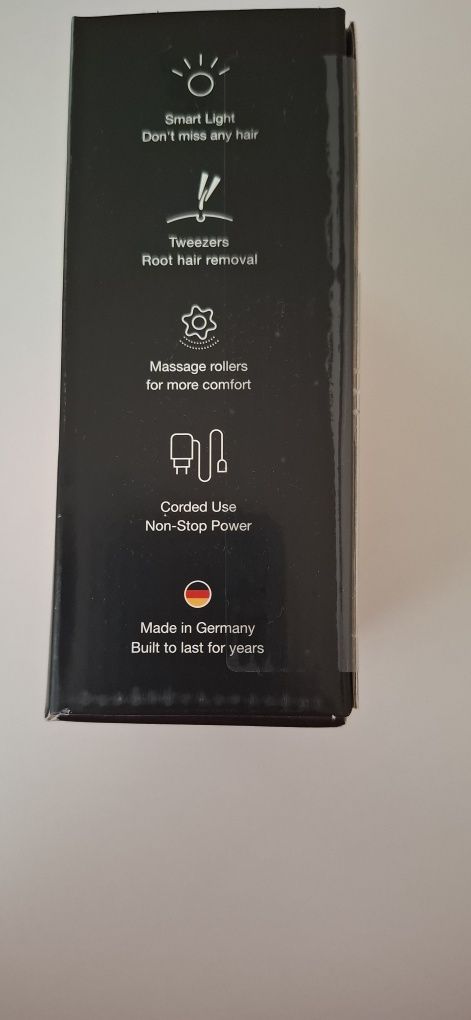 Smart Light
Don't miss any hair
Tweezers
Root hair removal
Massage rollers
for more comfort
Corded Use
Non-Stop Power
Made in Germany
Built to last for years